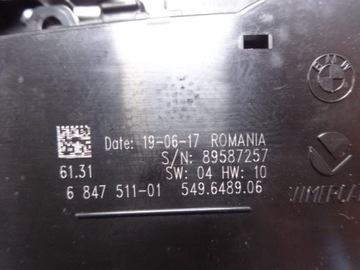 BMW
Date: 19-06-17 ROMANIA
S/N: 89587257
61.31 SW: 04 HW: 10
6 847 511-01 549.6489.06